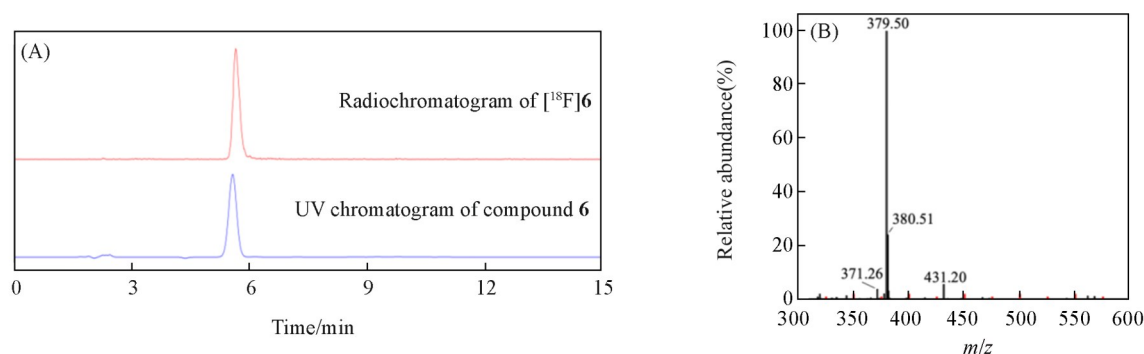 (A)
Radiochromatogram of [¹⁸F]6
UV chromatogram of compound 6
0 3 6 9 12 15
Time/min
(B)
379.50
100
80
60
40
20
0
Relative abundance(%)
380.51
371.26
431.20
300 350 400 450 500 550 600
m/z